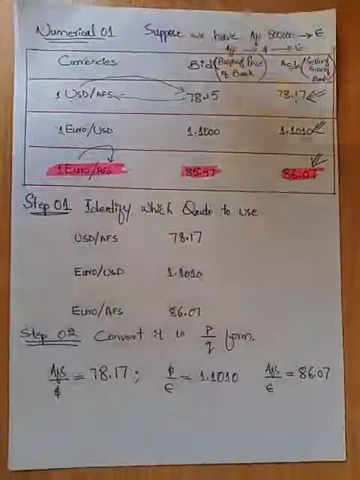 Numerical 01 Suppose we have Afs → €
Afs → $ → €
Currencies Bid (Buying Price of Bank) Ask (Selling Price of Bank)
1 USD/AFS 78.15 78.17
1 Euro/USD 1.1000 1.1010
1 Euro/AFS 85.97 86.07
Step 01 Identify which Quote to use.
USD/AFS 78.17
Euro/USD 1.1010
Euro/AFS 86.07
Step 02 Convert it to P/q form.
Afs/$ = 78.17 ; $/€ = 1.1010 Afs/€ = 86.07